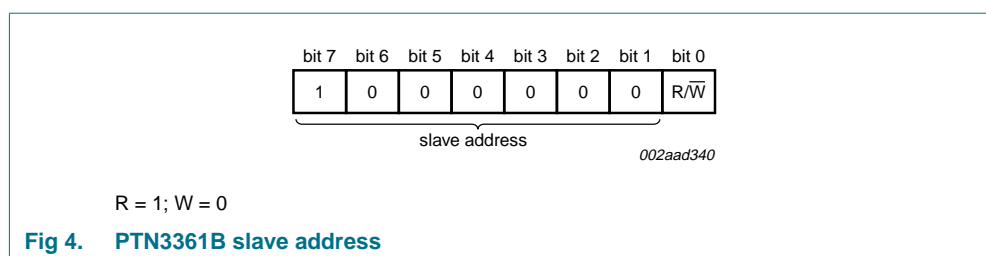 bit 7 bit 6 bit 5 bit 4 bit 3 bit 2 bit 1 bit 0
1 0 0 0 0 0 0 R/W̅
slave address
002aad340
R = 1; W = 0
Fig 4. PTN3361B slave address